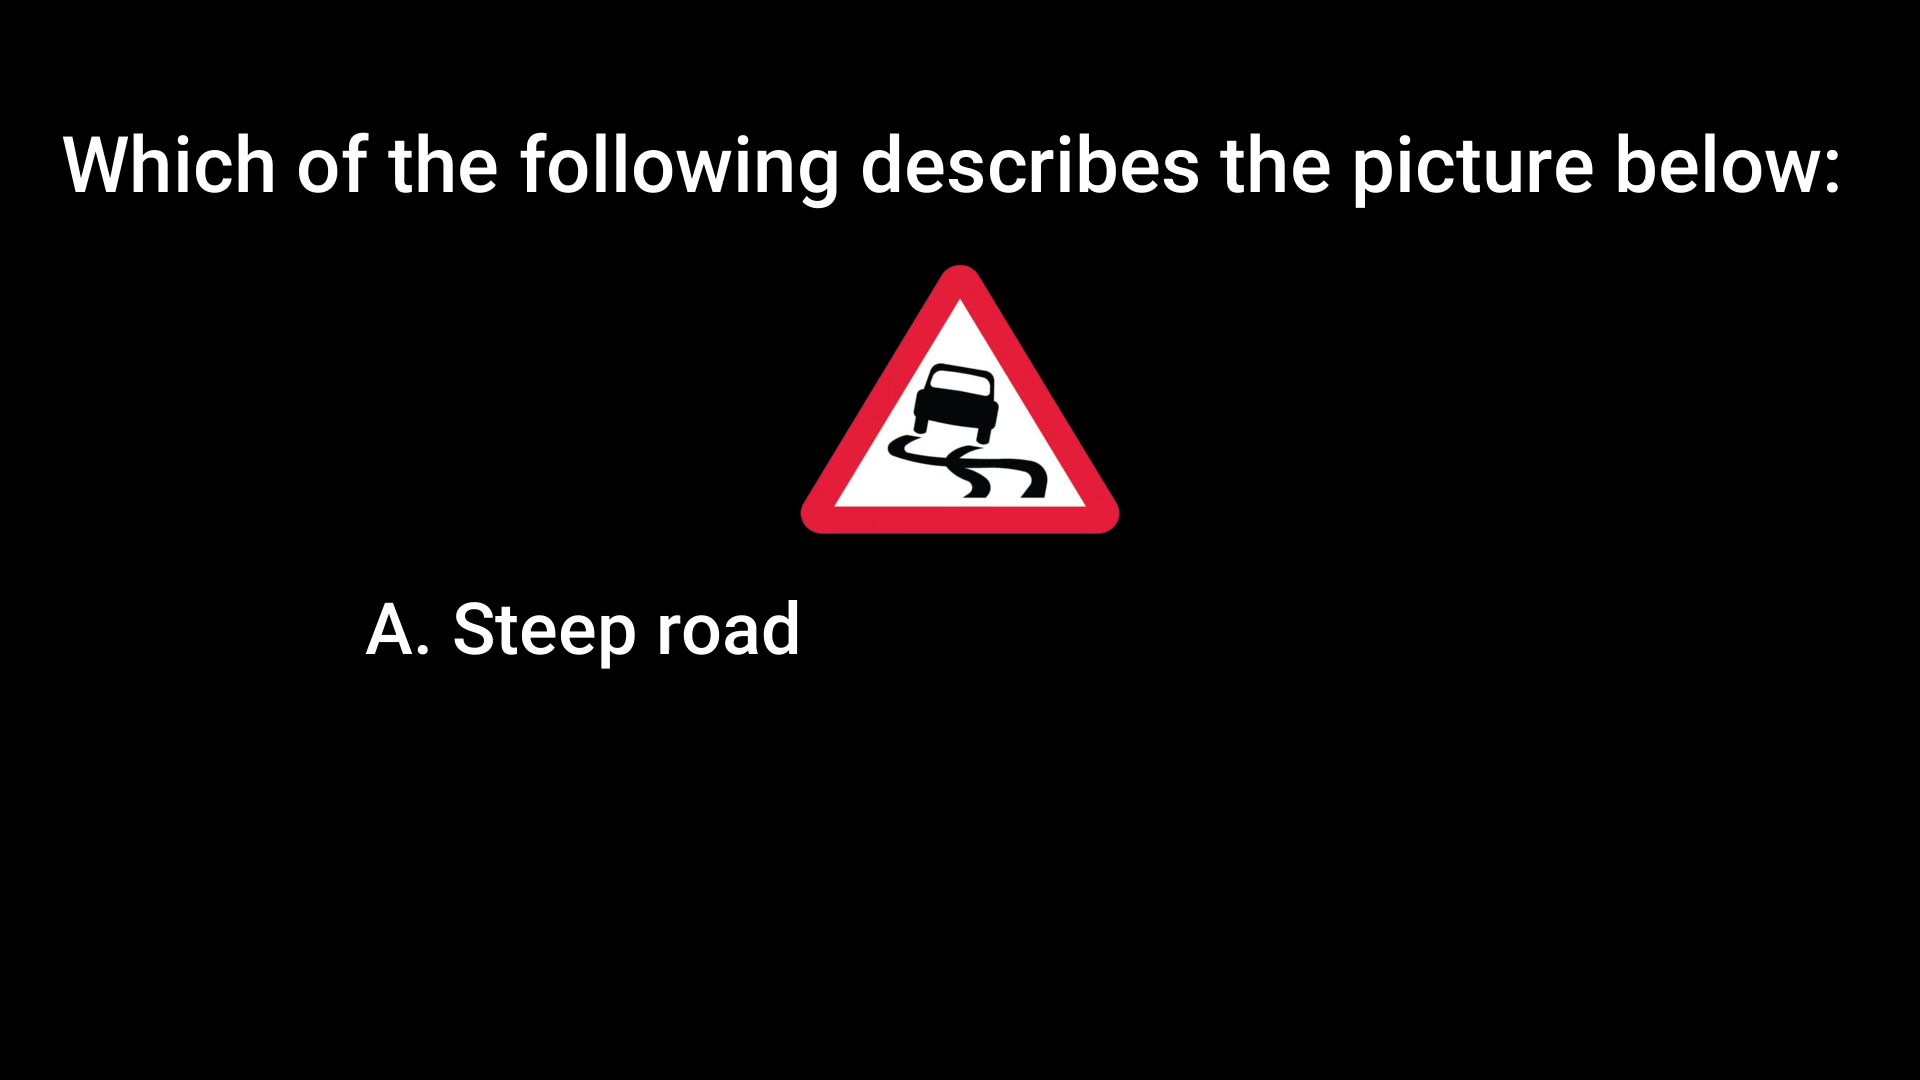 Which of the following describes the picture below:
A. Steep road